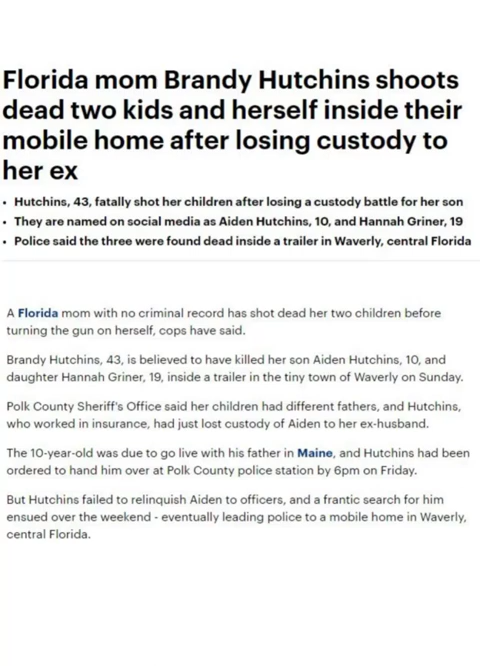 Florida mom Brandy Hutchins shoots
dead two kids and herself inside their
mobile home after losing custody to
her ex
• Hutchins, 43, fatally shot her children after losing a custody battle for her son
• They are named on social media as Aiden Hutchins, 10, and Hannah Griner, 19
• Police said the three were found dead inside a trailer in Waverly, central Florida
A Florida mom with no criminal record has shot dead her two children before
turning the gun on herself, cops have said.
Brandy Hutchins, 43, is believed to have killed her son Aiden Hutchins, 10, and
daughter Hannah Griner, 19, inside a trailer in the tiny town of Waverly on Sunday.
Polk County Sheriff's Office said her children had different fathers, and Hutchins,
who worked in insurance, had just lost custody of Aiden to her ex-husband.
The 10-year-old was due to go live with his father in Maine, and Hutchins had been
ordered to hand him over at Polk County police station by 6pm on Friday.
But Hutchins failed to relinquish Aiden to officers, and a frantic search for him
ensued over the weekend - eventually leading police to a mobile home in Waverly,
central Florida.